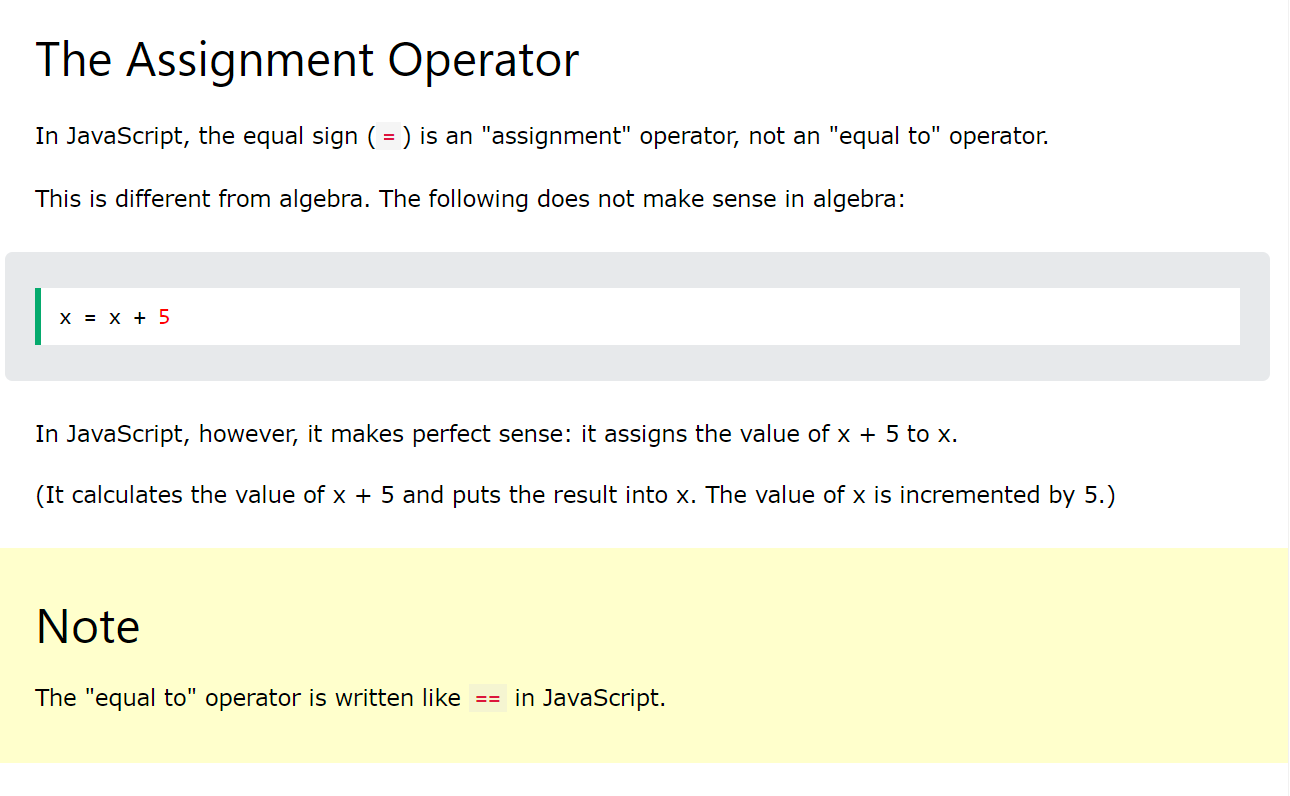 The Assignment Operator
In JavaScript, the equal sign (=) is an "assignment" operator, not an "equal to" operator.
This is different from algebra. The following does not make sense in algebra:
x = x + 5
In JavaScript, however, it makes perfect sense: it assigns the value of x + 5 to x.
(It calculates the value of x + 5 and puts the result into x. The value of x is incremented by 5.)
Note
The "equal to" operator is written like == in JavaScript.